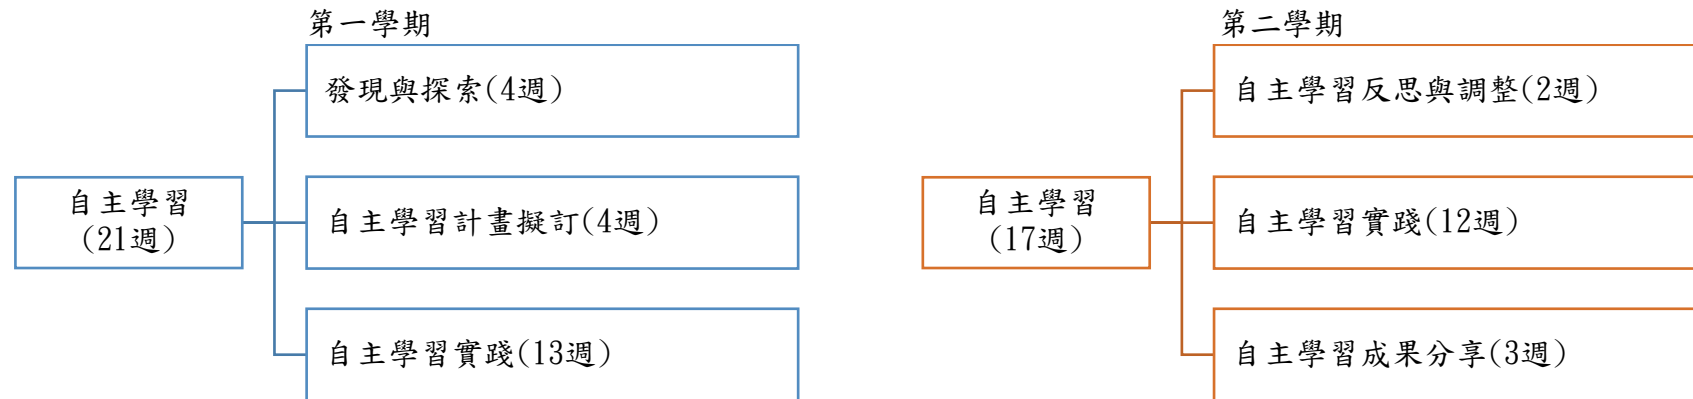 第一學期
發現與探索(4週)
自主學習
(21週)
自主學習計畫擬訂(4週)
自主學習實踐(13週)
第二學期
自主學習反思與調整(2週)
自主學習
(17週)
自主學習實踐(12週)
自主學習成果分享(3週)